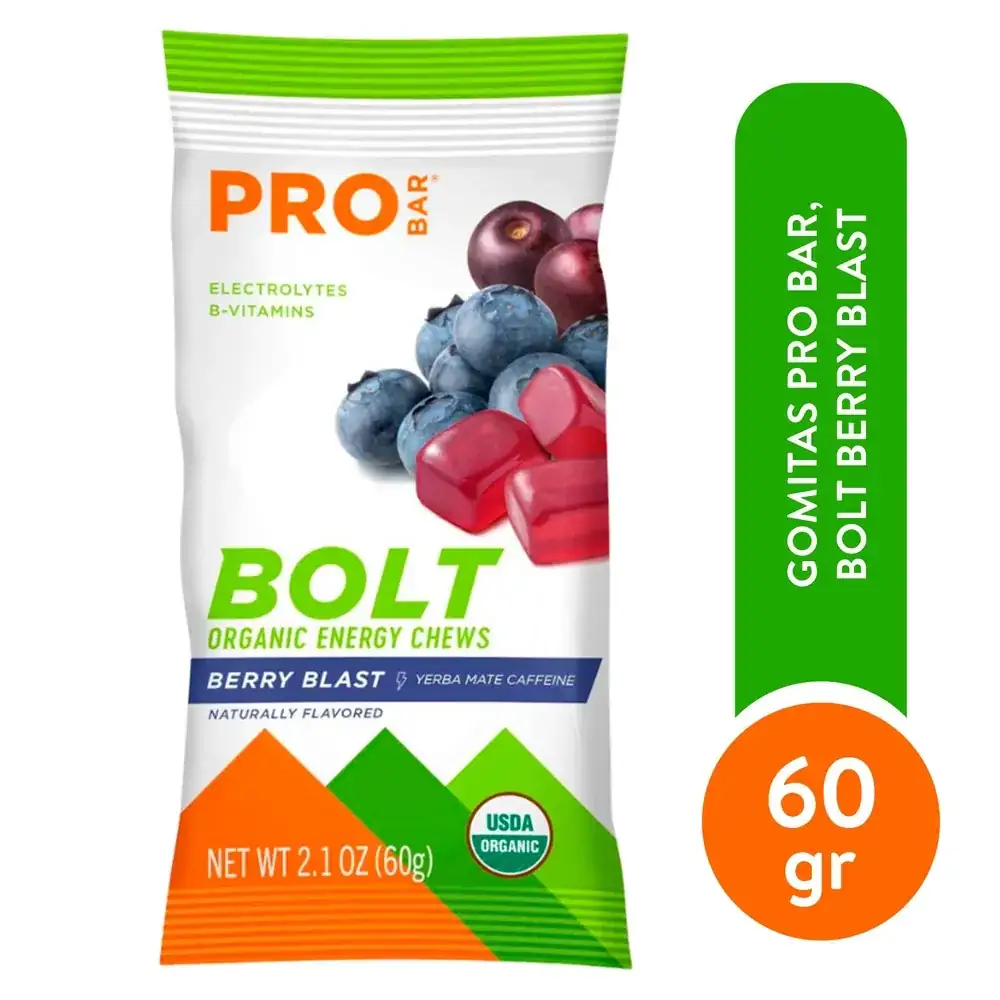 PRO BAR®
ELECTROLYTES
B-VITAMINS
BOLT
ORGANIC ENERGY CHEWS
BERRY BLAST YERBA MATE CAFFEINE
NATURALLY FLAVORED
USDA
ORGANIC
NET WT 2.1 OZ (60g)
GOMITAS PRO BAR,
BOLT BERRY BLAST
60
gr